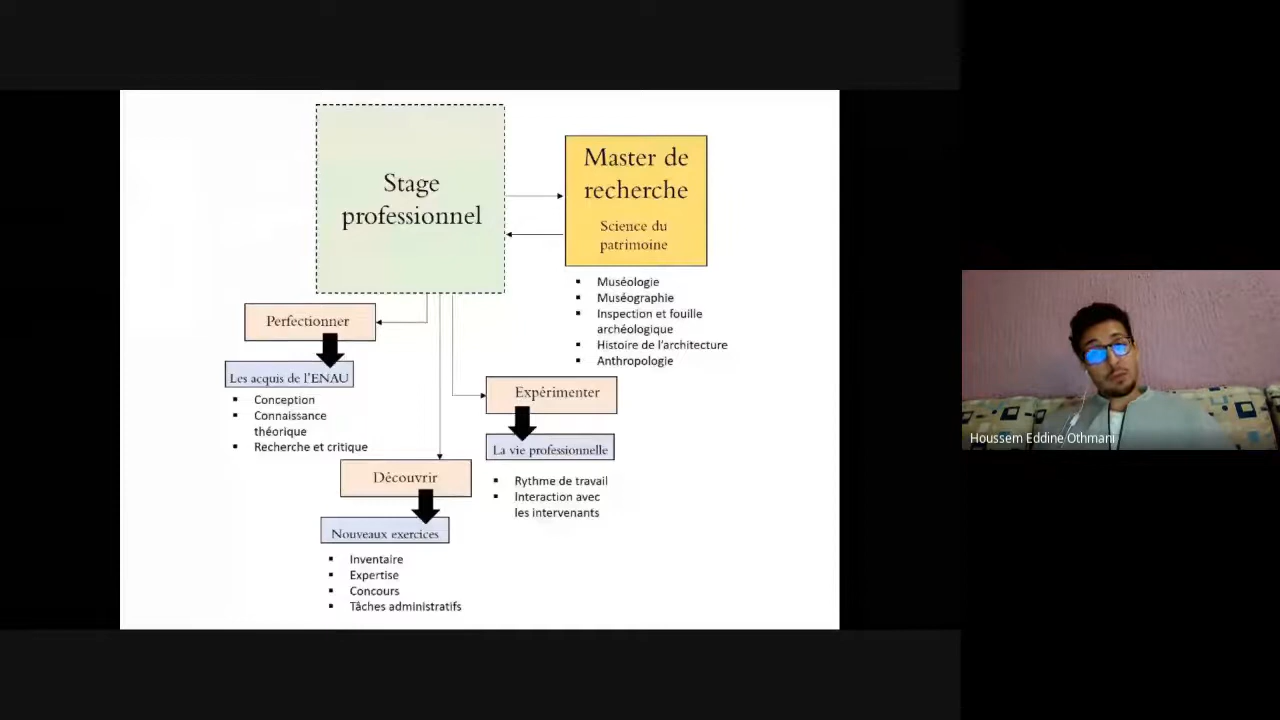 Stage
professionnel
Master de
recherche
Science du
patrimoine
▪ Muséologie
▪ Muséographie
▪ Inspection et fouille
archéologique
▪ Histoire de l'architecture
▪ Anthropologie
Perfectionner
Les acquis de l'ENAU
▪ Conception
▪ Connaissance
théorique
▪ Recherche et critique
Expérimenter
La vie professionnelle
▪ Rythme de travail
▪ Interaction avec
les intervenants
Découvrir
Nouveaux exercices
▪ Inventaire
▪ Expertise
▪ Concours
▪ Tâches administratifs
Houssem Eddine Othmani